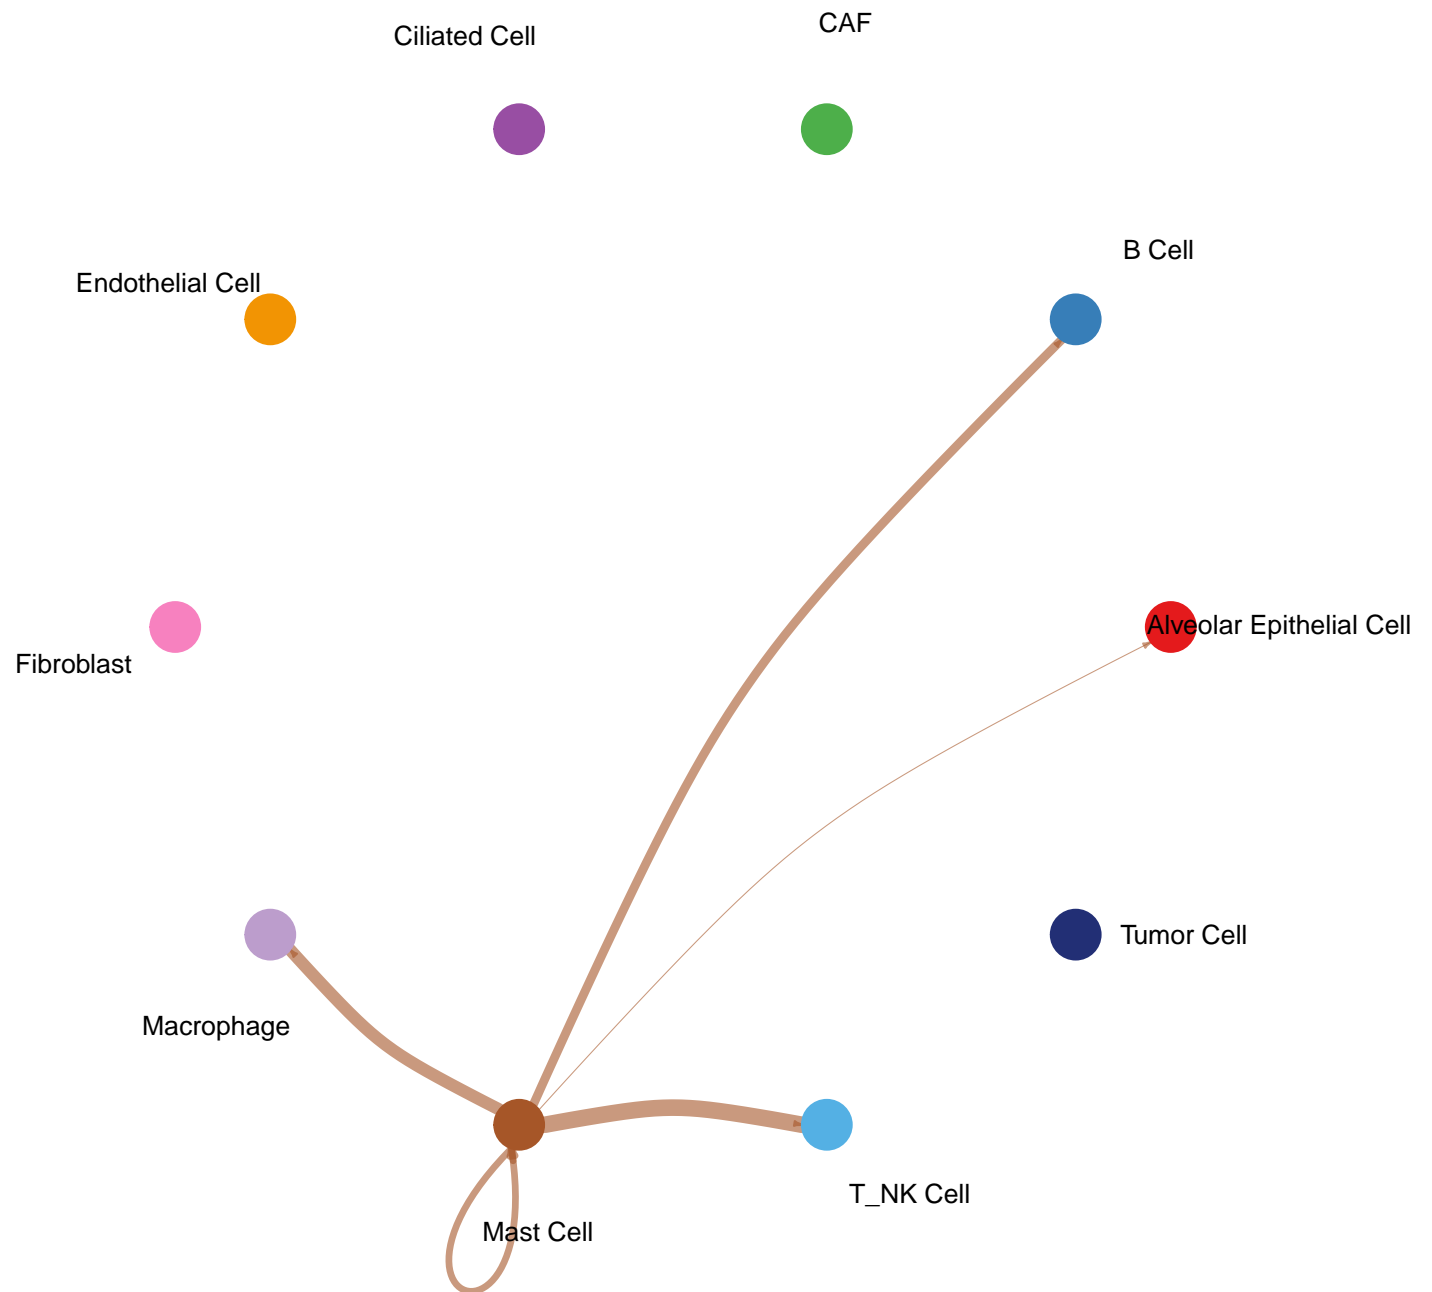 CAF
Ciliated Cell
B Cell
Endothelial Cell
Alveolar Epithelial Cell
Fibroblast
Tumor Cell
Macrophage
T_NK Cell
Mast Cell